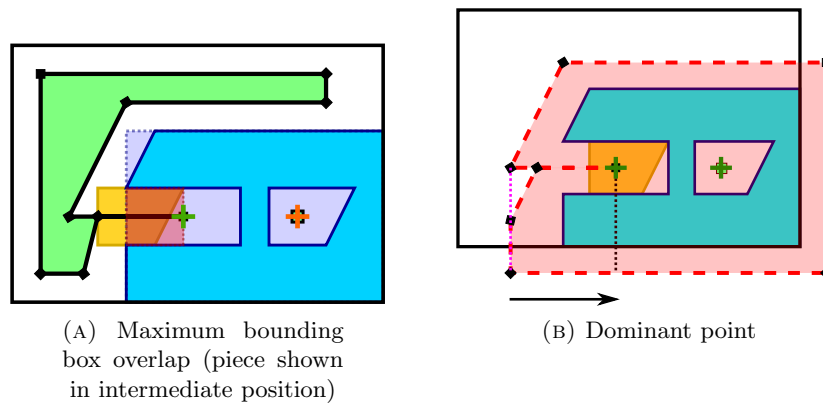 (A) Maximum bounding
box overlap (piece shown
in intermediate position)
(B) Dominant point